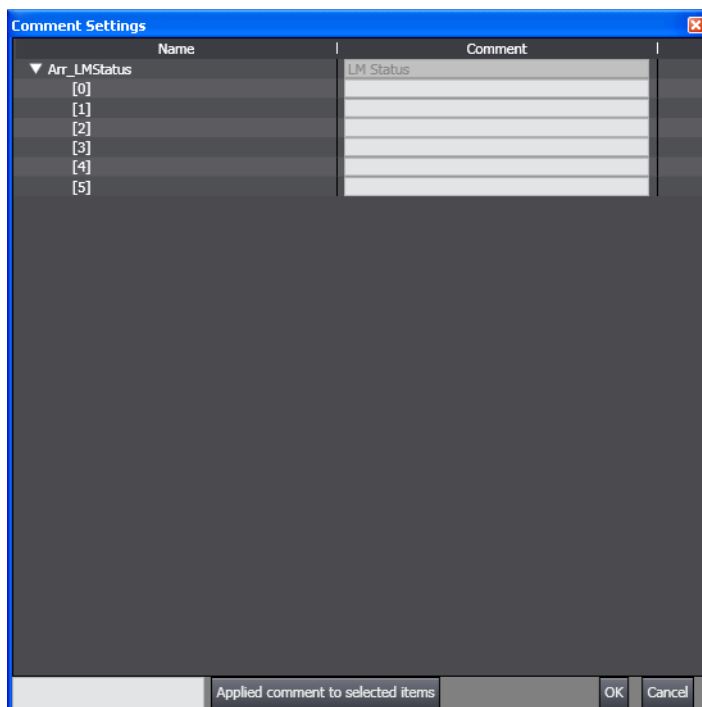 Comment Settings
Name Comment
Arr_LMStatus LM Status
[0]
[1]
[2]
[3]
[4]
[5]
Applied comment to selected items OK Cancel